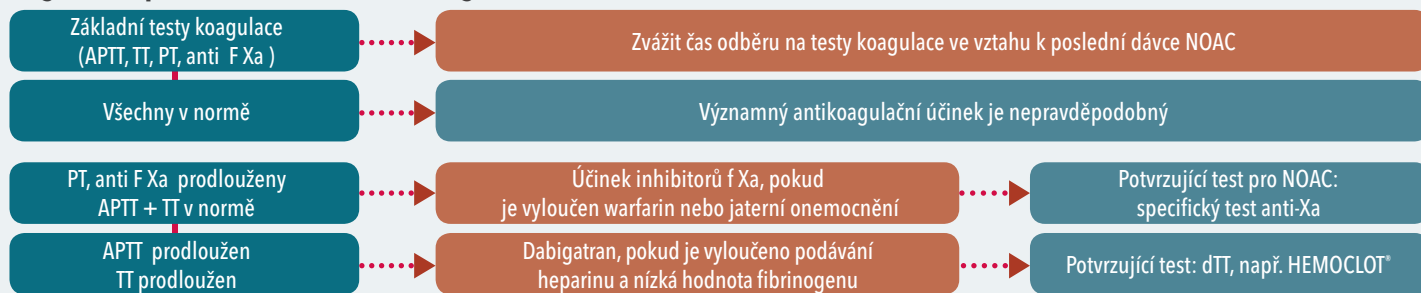 Základní testy koagulace
(APTT, TT, PT, anti F Xa )
Zvážit čas odběru na testy koagulace ve vztahu k poslední dávce NOAC
Všechny v normě
Významný antikoagulační účinek je nepravděpodobný
PT, anti F Xa prodlouženy
APTT + TT v normě
Účinek inhibitorů f Xa, pokud
je vyloučen warfarin nebo jaterní onemocnění
Potvrzující test pro NOAC:
specifický test anti-Xa
APTT prodloužen
TT prodloužen
Dabigatran, pokud je vyloučeno podávání
heparinu a nízká hodnota fibrinogenu
Potvrzující test: dTT, např. HEMOCLOT®